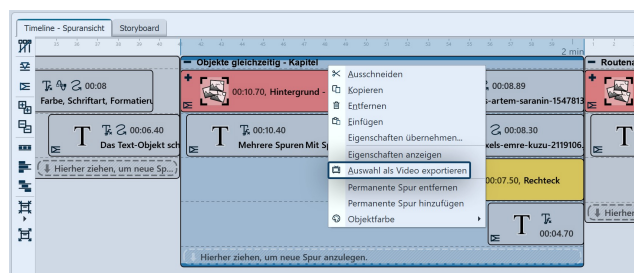 Timeline - Spuransicht
Storyboard
2 min
Objekte gleichzeitig - Kapitel
Routena
00:08
Farbe, Schriftart, Formatieru
00:10.70, Hintergrund -
00:08.89
s-artem-saranin-1547813
00:06.40
Das Text-Objekt sch
00:10.40
Mehrere Spuren Mit Sp
00:08.30
xels-emre-kuzu-2119106.
Hierher ziehen, um neue Sp...
00:07.50, Rechteck
Hierher
00:04.70
Hierher ziehen, um neue Spur anzulegen.
Ausschneiden
Kopieren
Entfernen
Einfügen
Eigenschaften übernehmen...
Eigenschaften anzeigen
Auswahl als Video exportieren
Permanente Spur entfernen
Permanente Spur hinzufügen
Objektfarbe